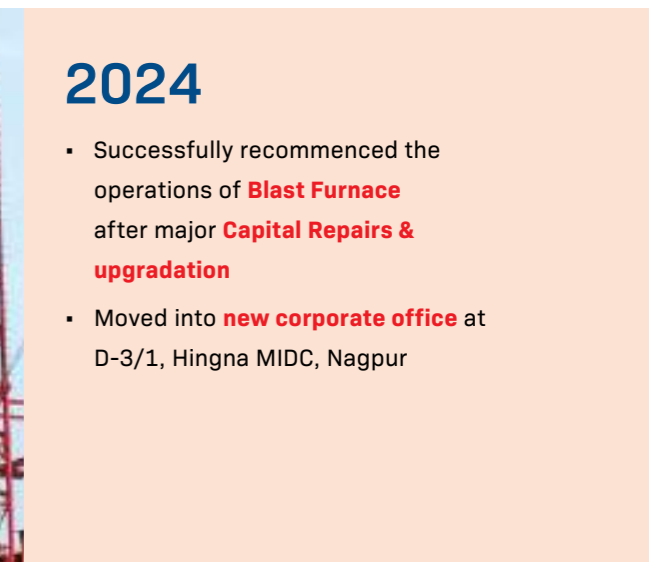 2024
▪ Successfully recommenced the
operations of Blast Furnace
after major Capital Repairs &
upgradation
▪ Moved into new corporate office at
D-3/1, Hingna MIDC, Nagpur